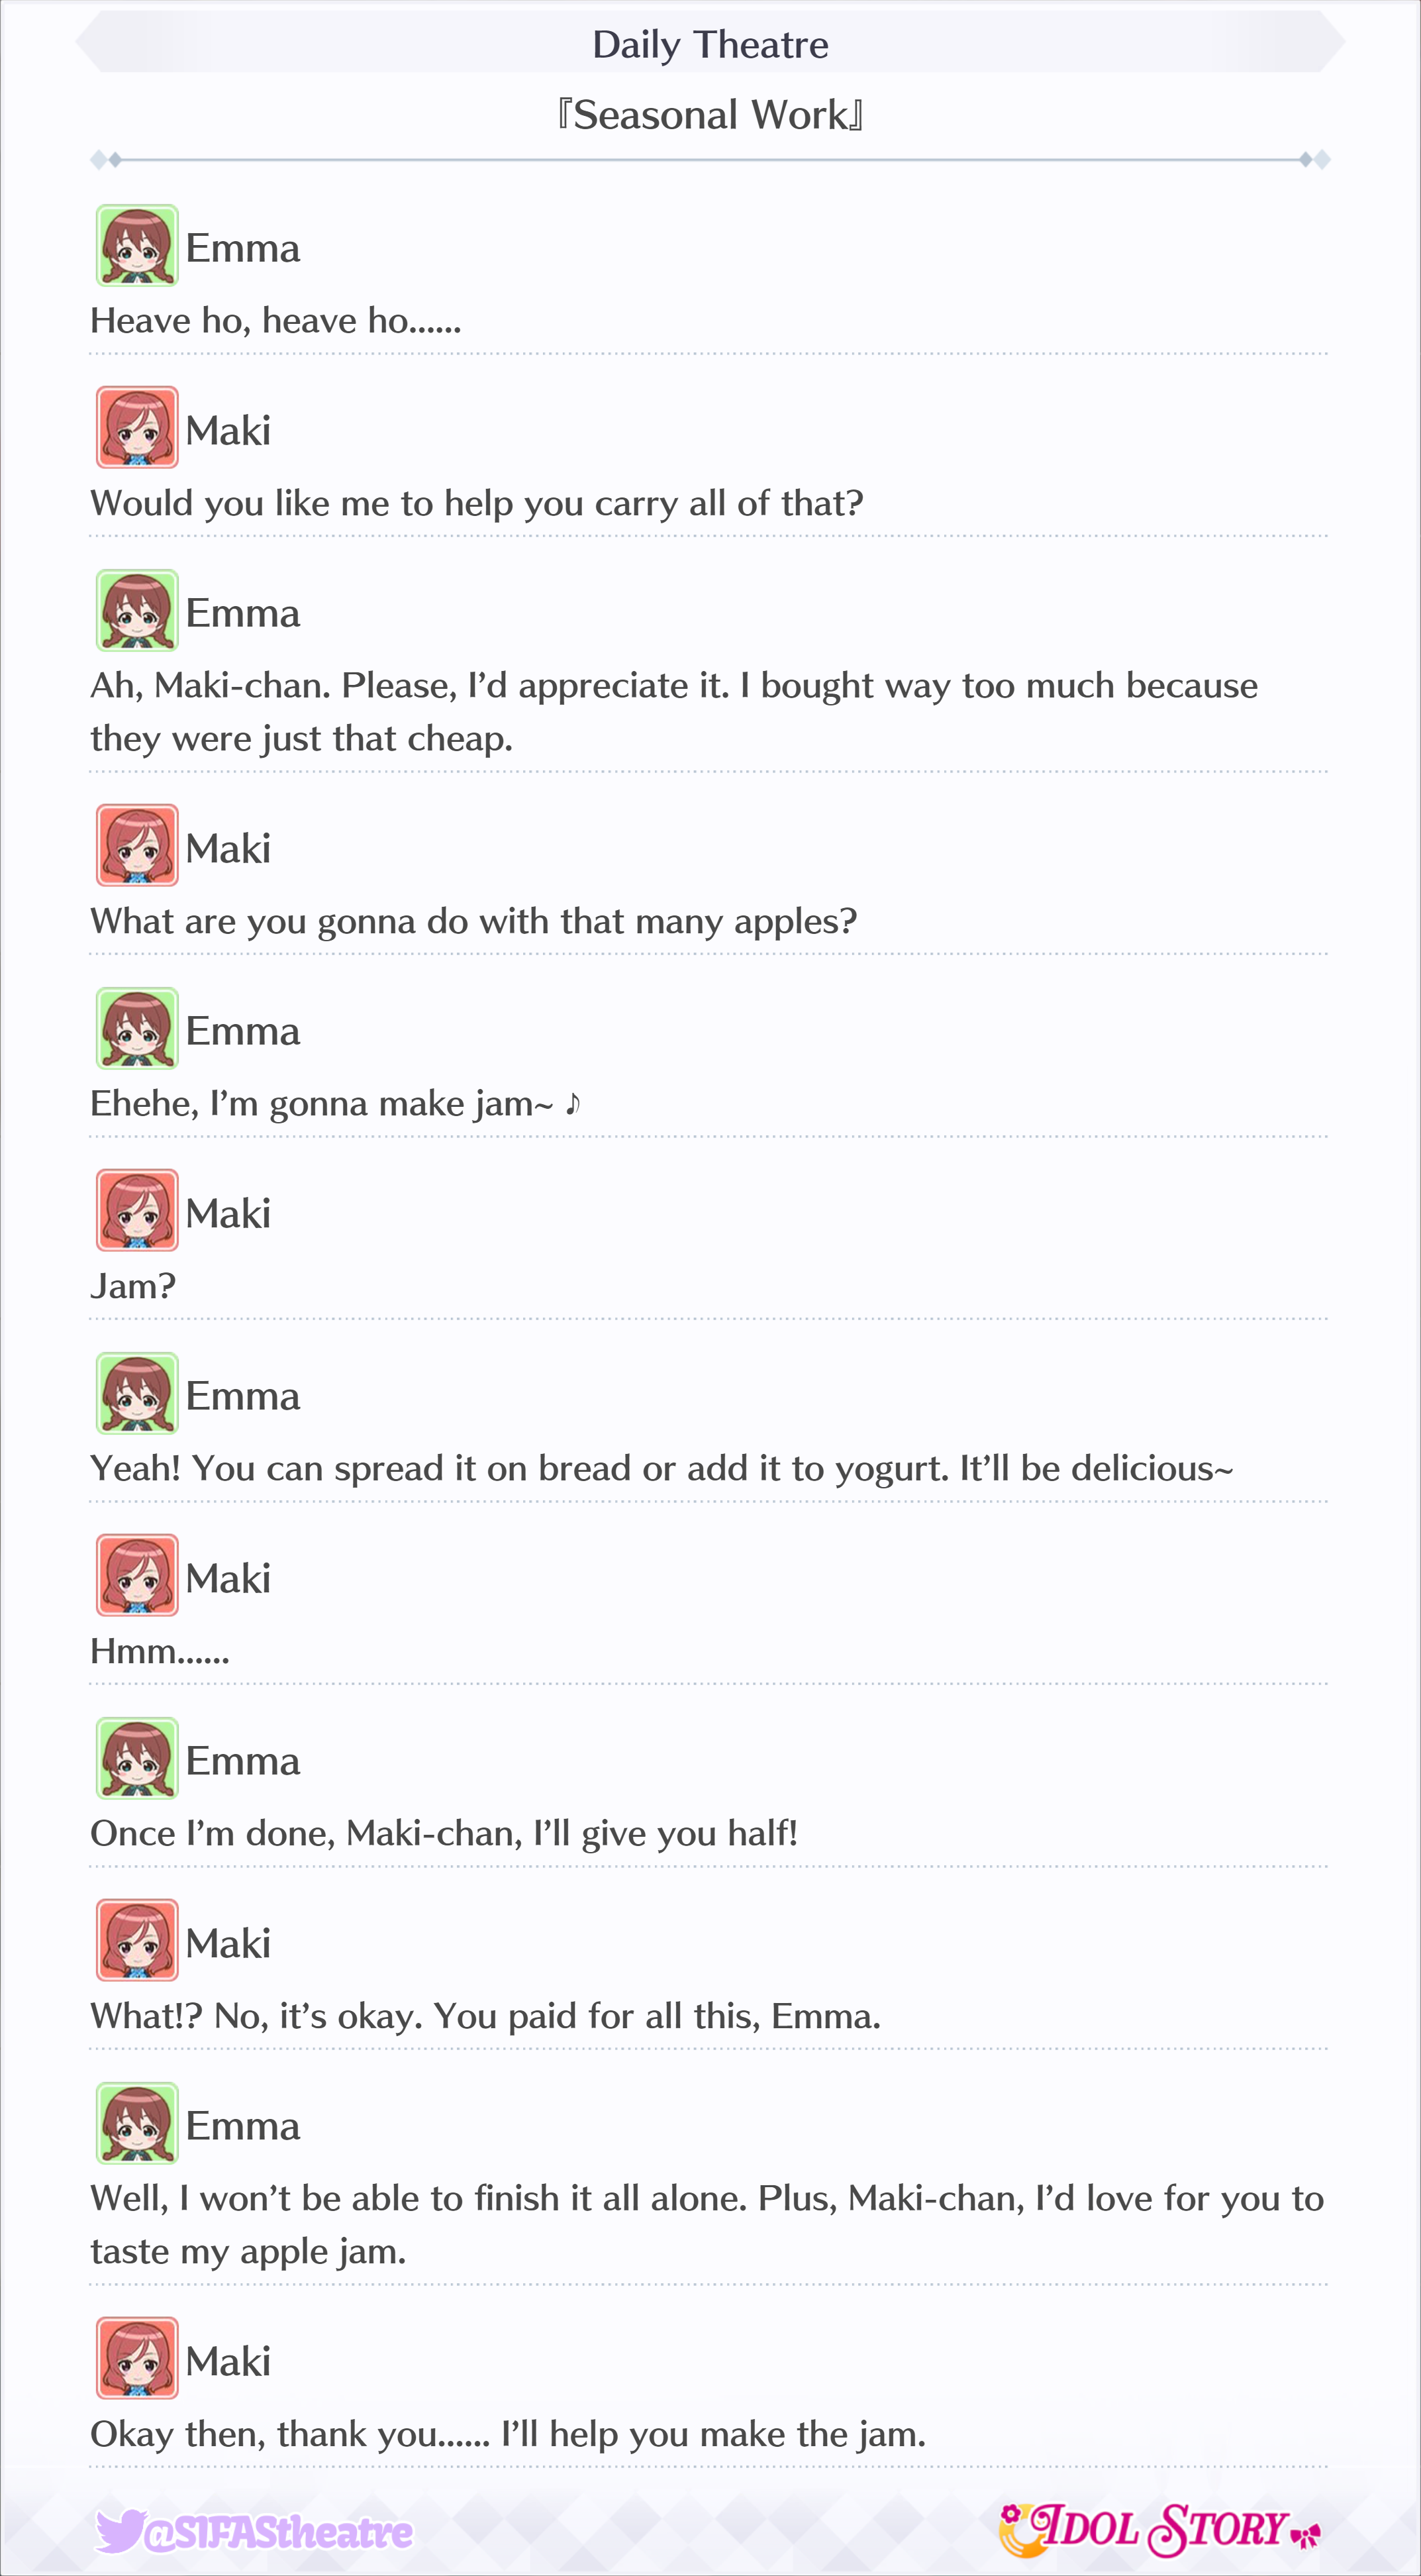 Daily Theatre
『Seasonal Work』
Emma
Heave ho, heave ho......
Maki
Would you like me to help you carry all of that?
Emma
Ah, Maki-chan. Please, I’d appreciate it. I bought way too much because
they were just that cheap.
Maki
What are you gonna do with that many apples?
Emma
Ehehe, I’m gonna make jam~ ♪
Maki
Jam?
Emma
Yeah! You can spread it on bread or add it to yogurt. It’ll be delicious~
Maki
Hmm......
Emma
Once I’m done, Maki-chan, I’ll give you half!
Maki
What!? No, it’s okay. You paid for all this, Emma.
Emma
Well, I won’t be able to finish it all alone. Plus, Maki-chan, I’d love for you to
taste my apple jam.
Maki
Okay then, thank you...... I’ll help you make the jam.
@SIFAStheatre
IDOL STORY